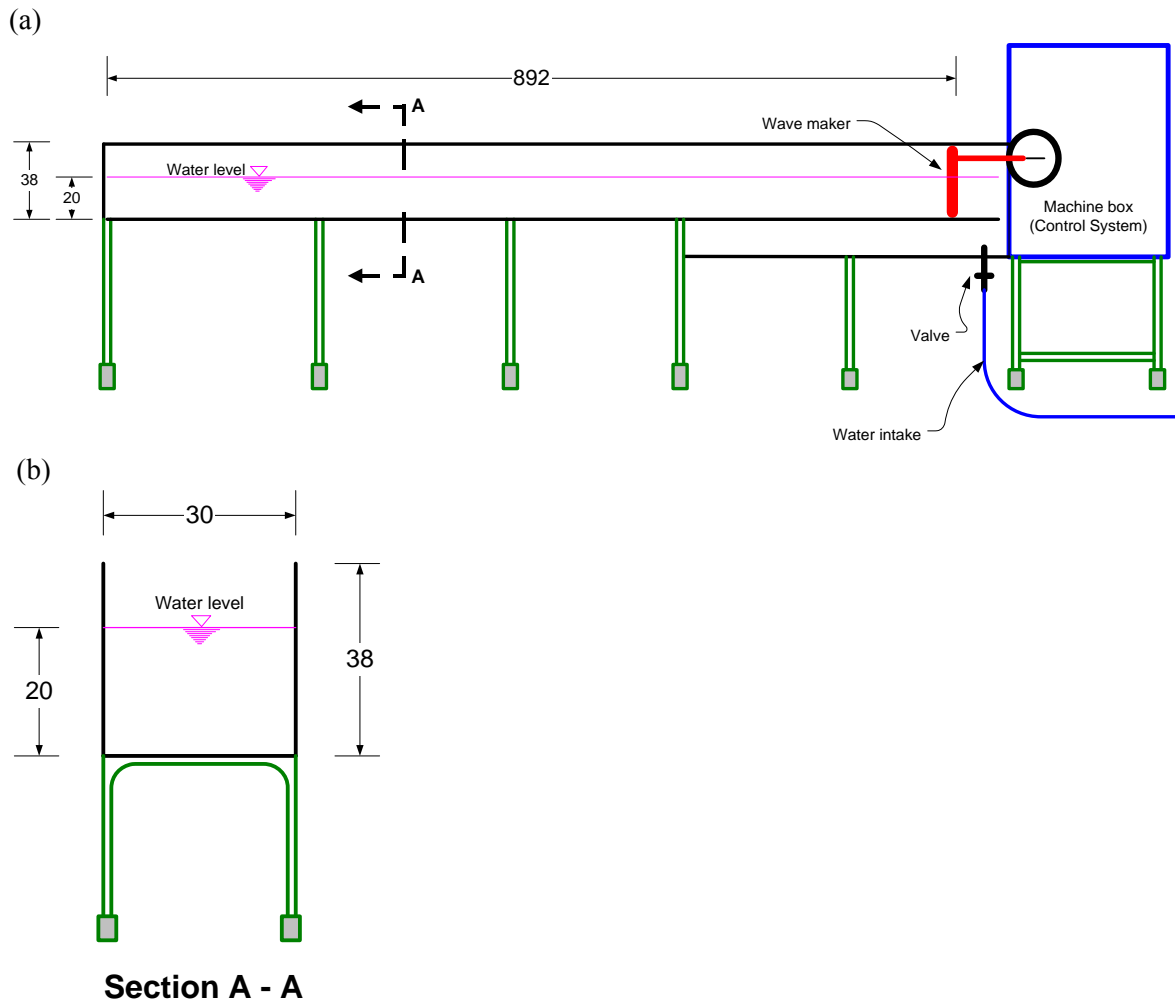 (a)
892
A
Wave maker
38
Water level
20
Machine box
(Control System)
A
Valve
Water intake
(b)
30
Water level
38
20
Section A - A